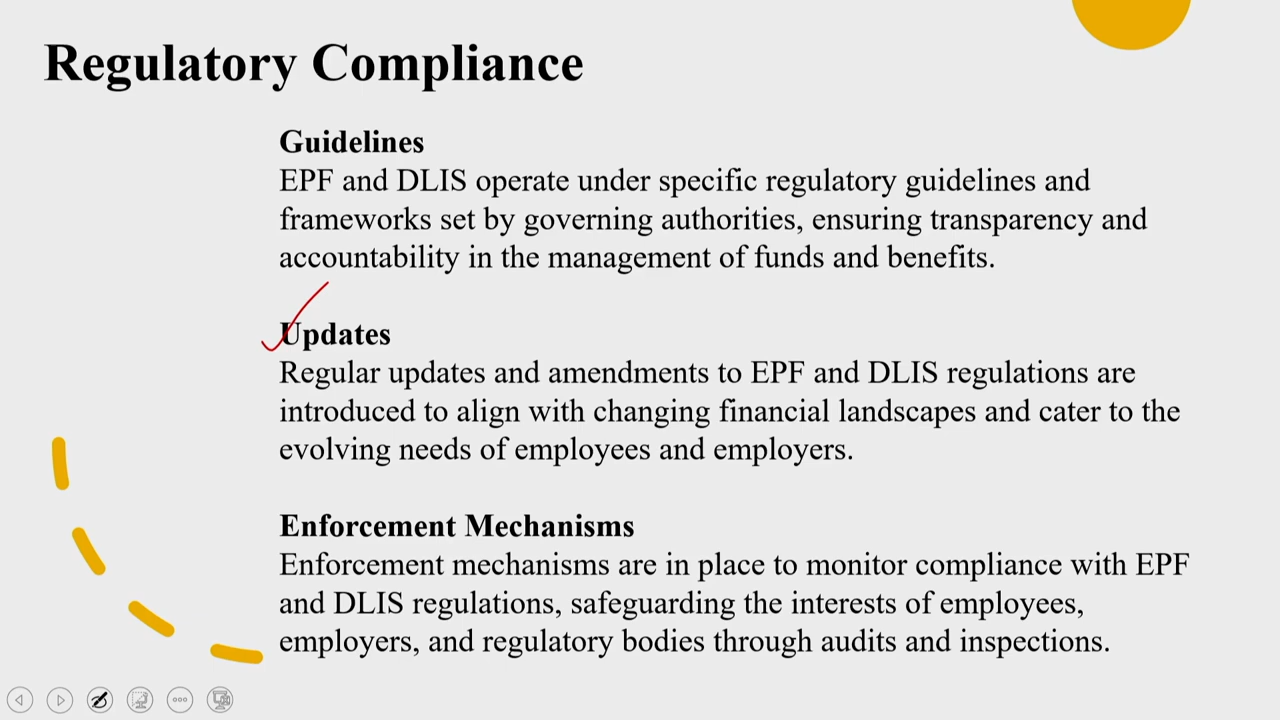 Regulatory Compliance
Guidelines
EPF and DLIS operate under specific regulatory guidelines and
frameworks set by governing authorities, ensuring transparency and
accountability in the management of funds and benefits.
Updates
Regular updates and amendments to EPF and DLIS regulations are
introduced to align with changing financial landscapes and cater to the
evolving needs of employees and employers.
Enforcement Mechanisms
Enforcement mechanisms are in place to monitor compliance with EPF
and DLIS regulations, safeguarding the interests of employees,
employers, and regulatory bodies through audits and inspections.